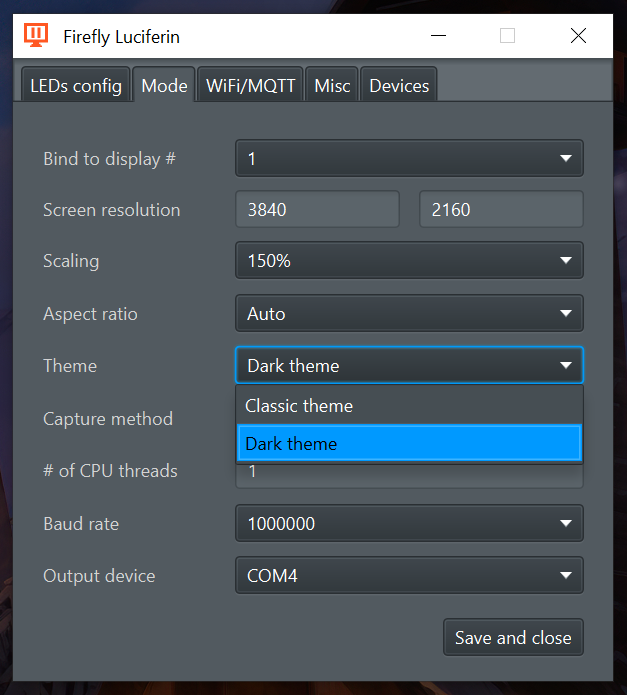 Firefly Luciferin
LEDs config Mode WiFi/MQTT Misc Devices
Bind to display # 1
Screen resolution 3840 2160
Scaling 150%
Aspect ratio Auto
Theme Dark theme
Classic theme
Capture method
Dark theme
# of CPU threads 1
Baud rate 1000000
Output device COM4
Save and close